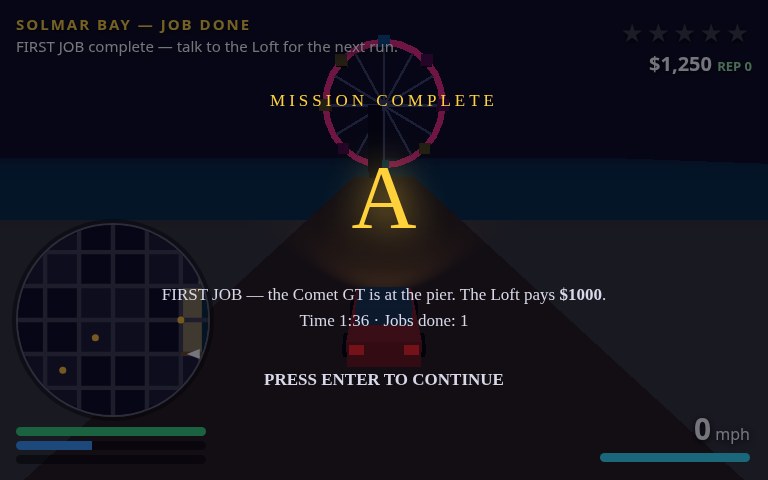 SOLMAR BAY — JOB DONE
FIRST JOB complete — talk to the Loft for the next run.
★★★★★
$1,250 REP 0
MISSION COMPLETE
A
FIRST JOB — the Comet GT is at the pier. The Loft pays $1000.
Time 1:36 · Jobs done: 1
PRESS ENTER TO CONTINUE
0 mph